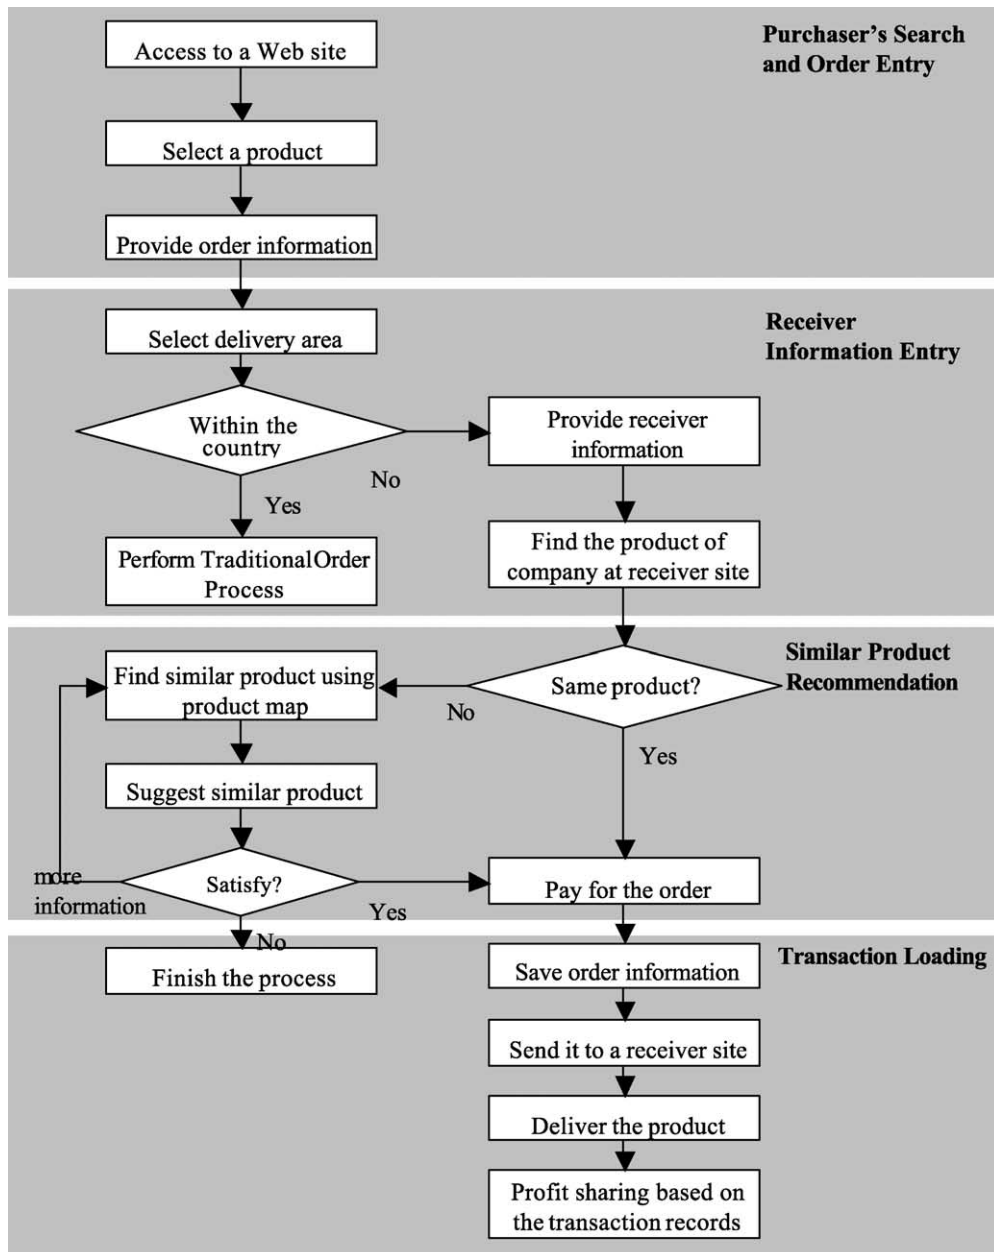 Purchaser's Search
and Order Entry
Access to a Web site
Select a product
Provide order information
Receiver
Information Entry
Select delivery area
Within the
country
No
Yes
Provide receiver
information
Perform Traditional Order
Process
Find the product of
company at receiver site
Similar Product
Recommendation
Same product?
No
Yes
Find similar product using
product map
Suggest similar product
Satisfy?
more
information
Yes
No
Pay for the order
Transaction Loading
Finish the process
Save order information
Send it to a receiver site
Deliver the product
Profit sharing based on
the transaction records